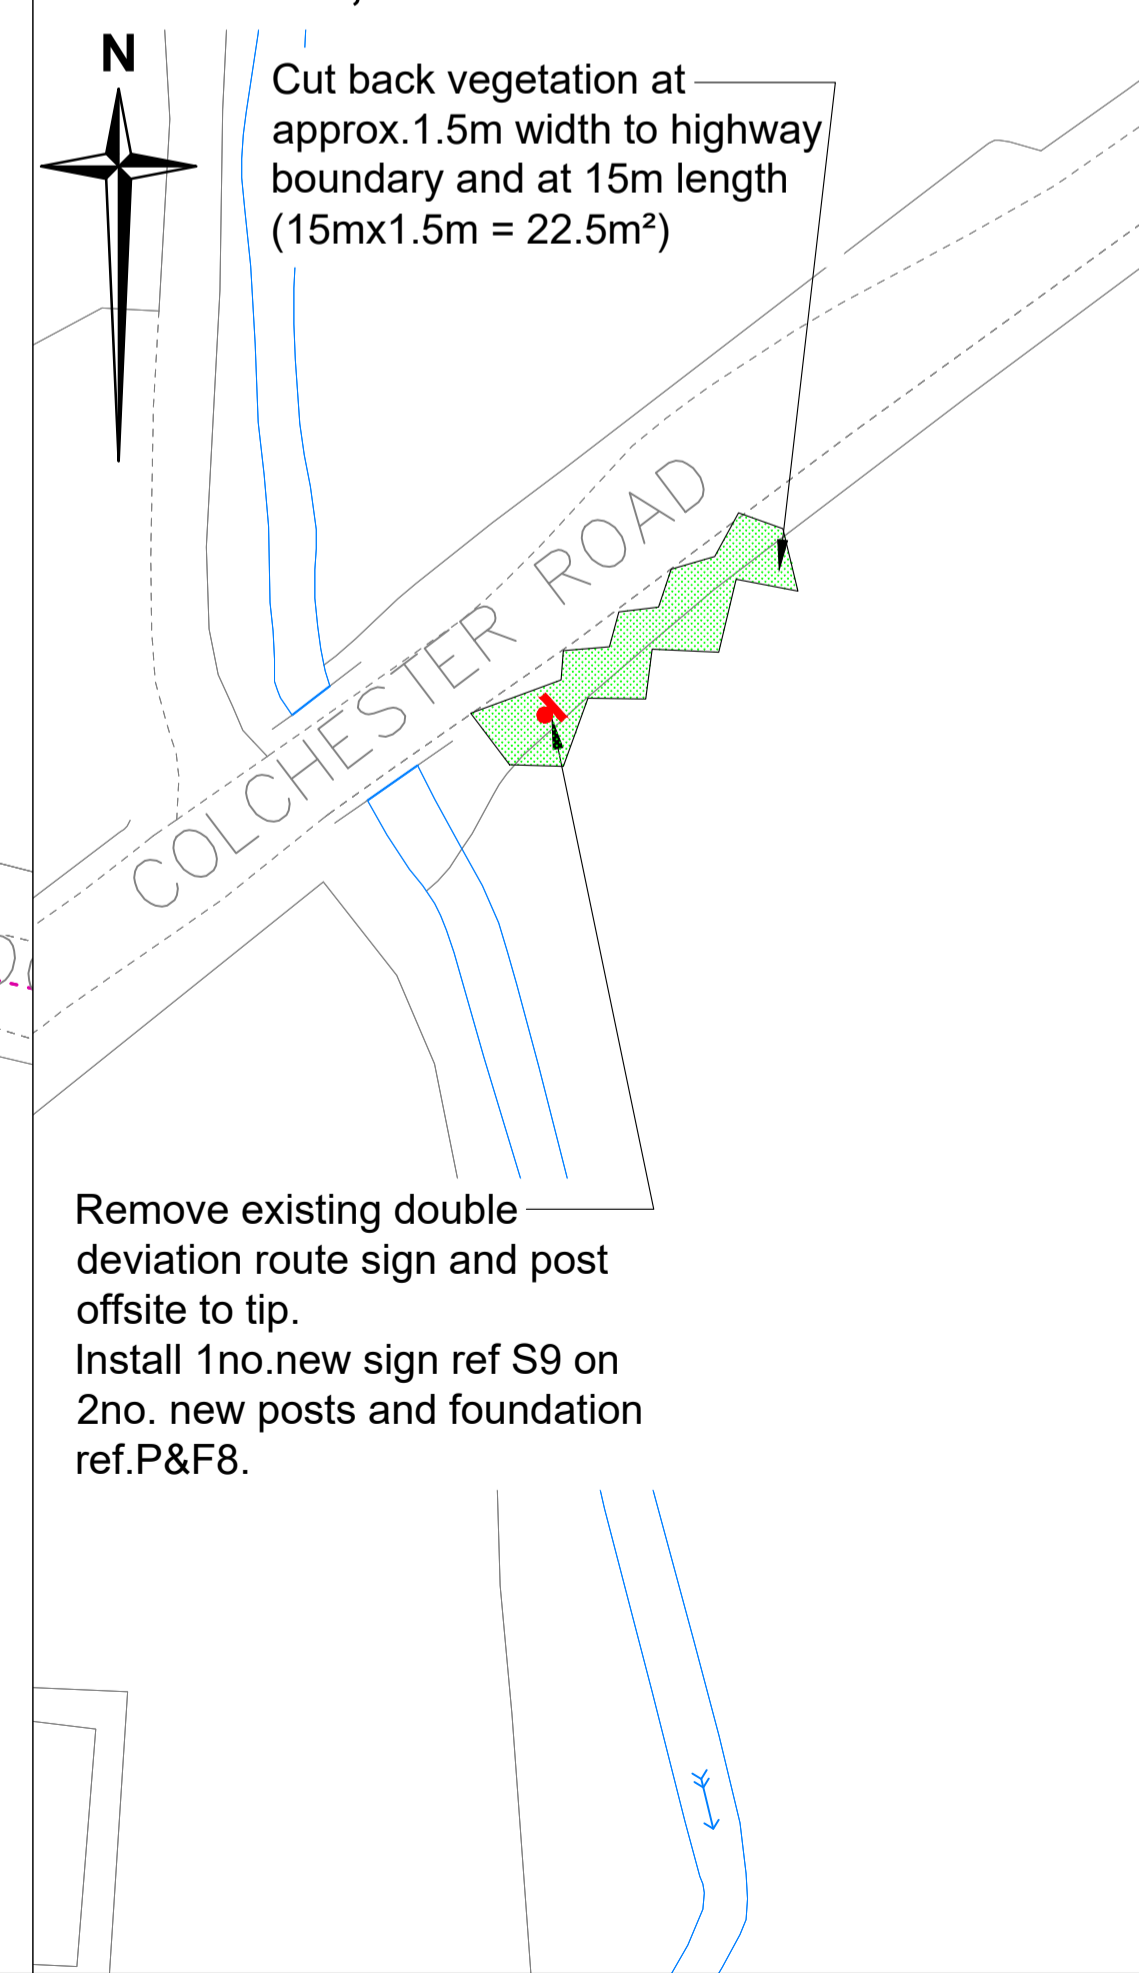 N
Cut back vegetation at
approx.1.5m width to highway
boundary and at 15m length
(15mx1.5m = 22.5m²)
COLCHESTER ROAD
Remove existing double
deviation route sign and post
offsite to tip.
Install 1no.new sign ref S9 on
2no. new posts and foundation
ref.P&F8.